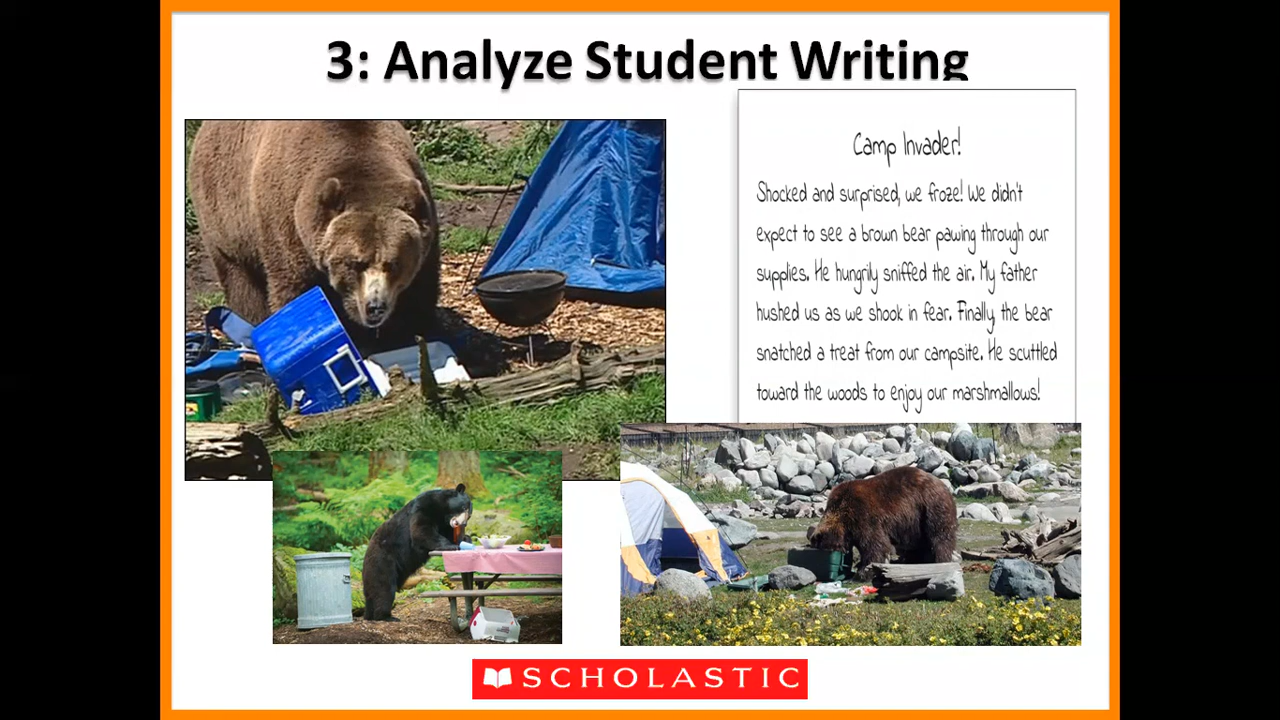 3: Analyze Student Writing
Camp Invader!
Shocked and surprised, we froze! We didn't
expect to see a brown bear pawing through our
supplies. He hungrily sniffed the air. My father
hushed us as we shook in fear. Finally, the bear
snatched a treat from our campsite. He scuttled
toward the woods to enjoy our marshmallows!
SCHOLASTIC